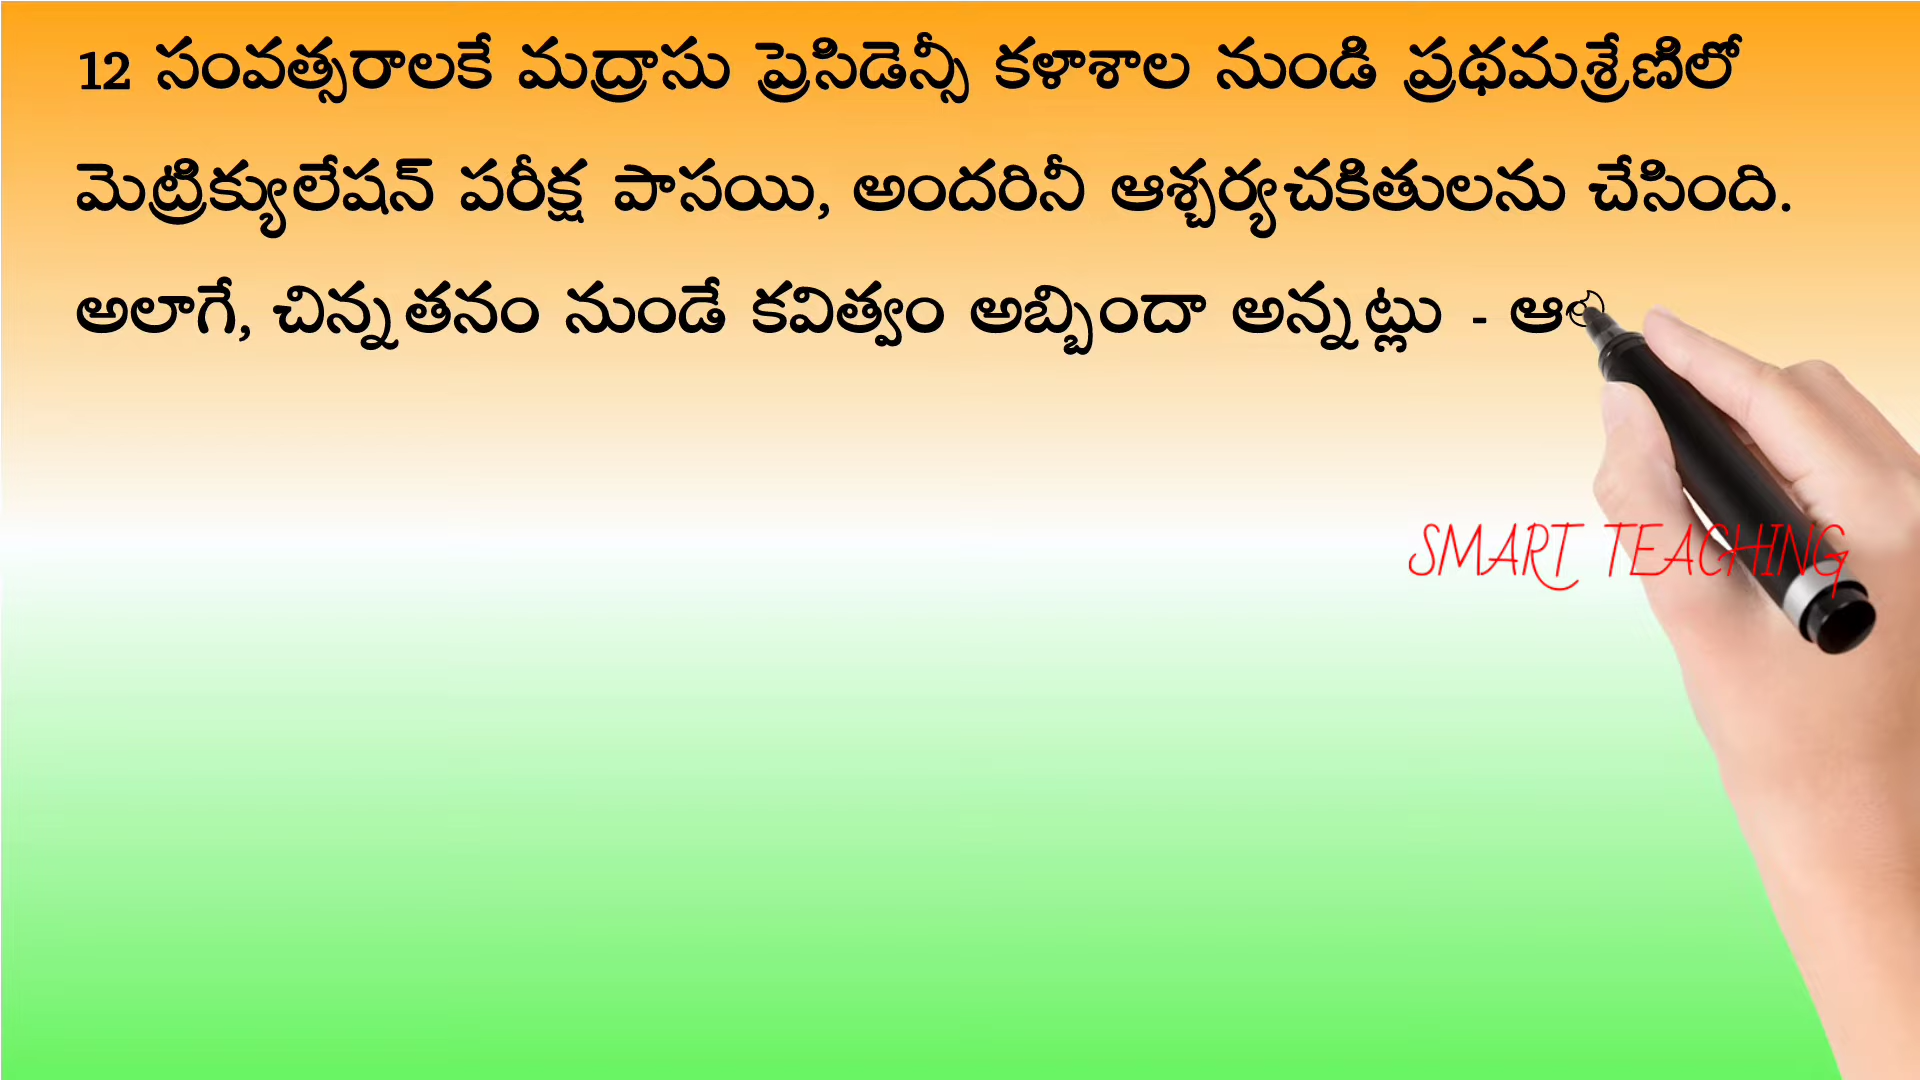 12 సంవత్సరాలకే మద్రాసు ప్రెసిడెన్సీ కళాశాల నుండి ప్రథమశ్రేణిలో
మెట్రిక్యులేషన్ పరీక్ష పాసయి, అందరినీ ఆశ్చర్యచకితులను చేసింది.
అలాగే, చిన్నతనం నుండే కవిత్వం అబ్బిందా అన్నట్లు -
SMART TEACHING